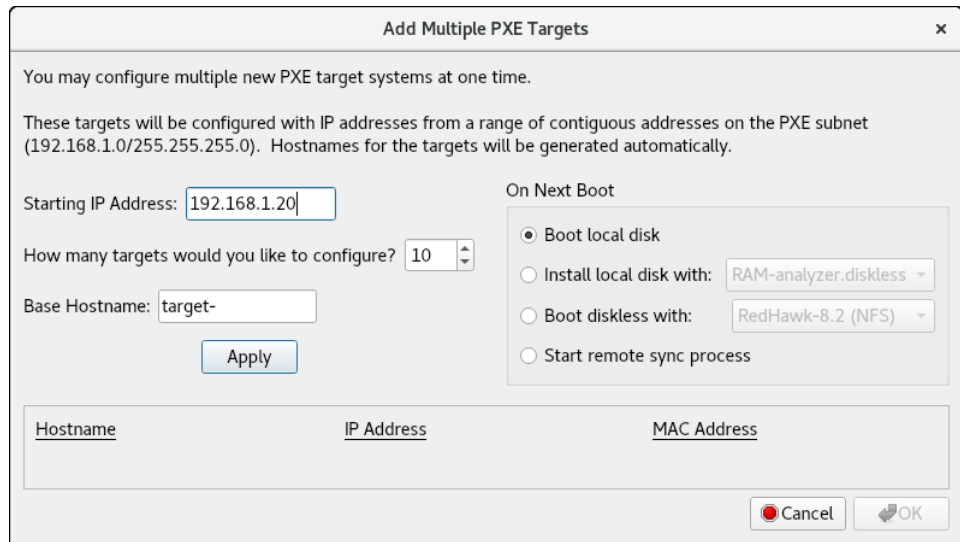 Add Multiple PXE Targets
You may configure multiple new PXE target systems at one time.
These targets will be configured with IP addresses from a range of contiguous addresses on the PXE subnet
(192.168.1.0/255.255.255.0).  Hostnames for the targets will be generated automatically.
Starting IP Address: 192.168.1.20
How many targets would you like to configure? 10
Base Hostname: target-
Apply
On Next Boot
Boot local disk
Install local disk with: RAM-analyzer.diskless
Boot diskless with: RedHawk-8.2 (NFS)
Start remote sync process
Hostname IP Address MAC Address
Cancel OK